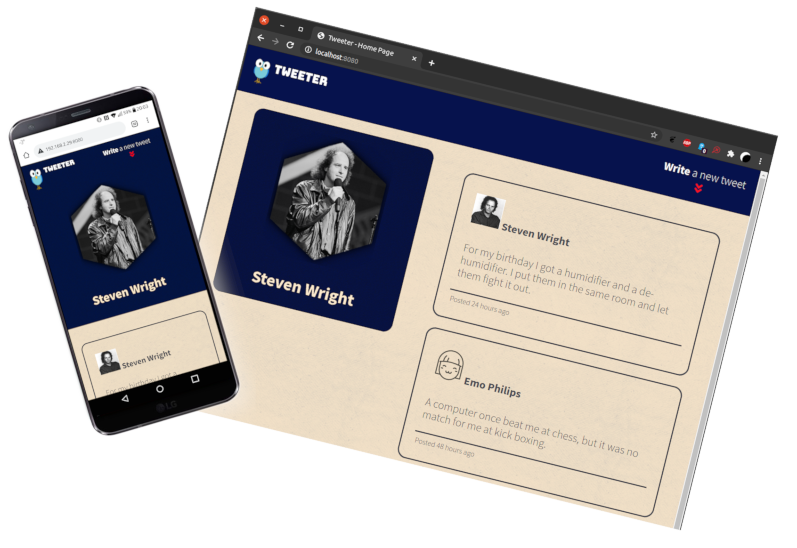 192.168.2.29:8080
TWEETER
Write a new tweet
Steven Wright
Steven Wright
For my birthday I got a
LG
Tweeter - Home Page
localhost:8080
TWEETER
Write a new tweet
Steven Wright
Steven Wright
For my birthday I got a humidifier and a de-
humidifier. I put them in the same room and let
them fight it out.
Posted 24 hours ago
Emo Philips
A computer once beat me at chess, but it was no
match for me at kick boxing.
Posted 48 hours ago